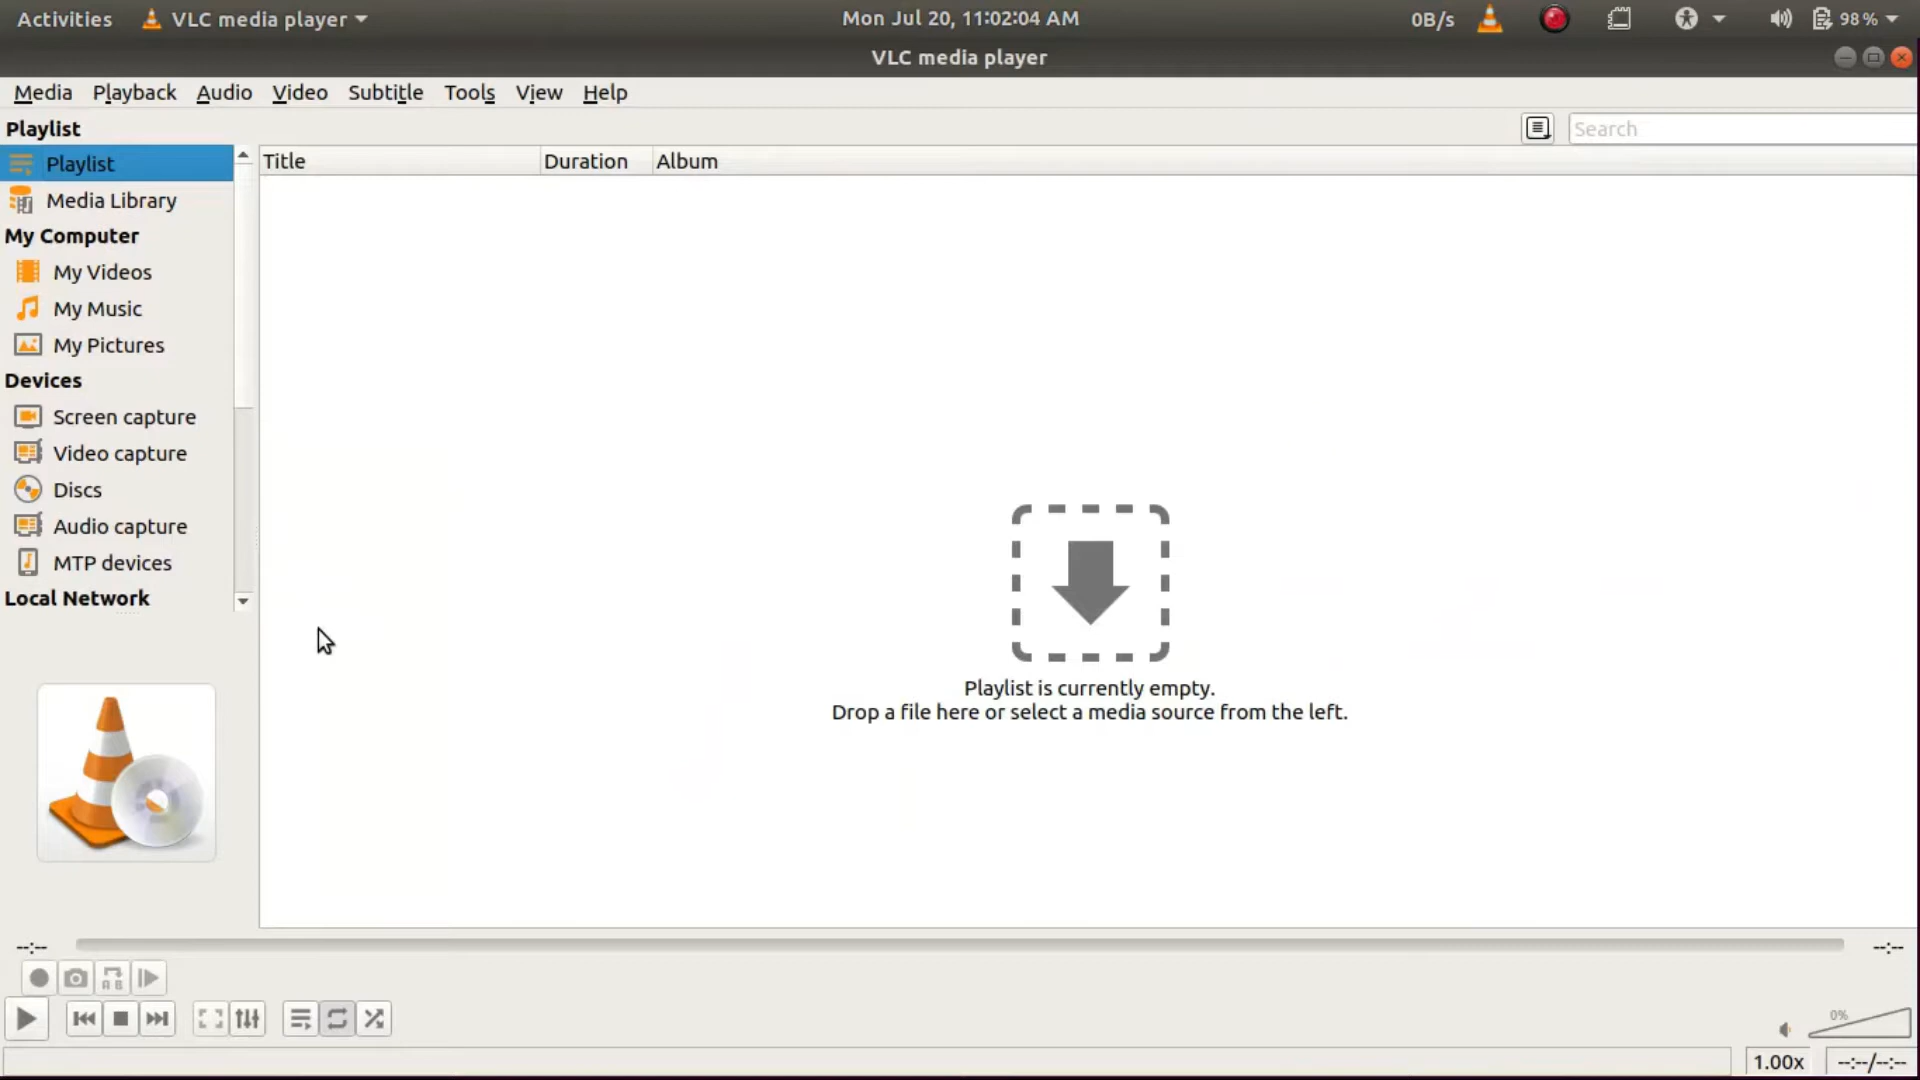 Activities VLC media player Mon Jul 20, 11:02:04 AM 0B/s 98%
VLC media player
Media Playback Audio Video Subtitle Tools View Help
Playlist
Search
Title Duration Album
Playlist
Media Library
My Computer
My Videos
My Music
My Pictures
Devices
Screen capture
Video capture
Discs
Audio capture
MTP devices
Local Network
Playlist is currently empty.
Drop a file here or select a media source from the left.
--:-- --:--
A B
0%
1.00x --:--/--:--